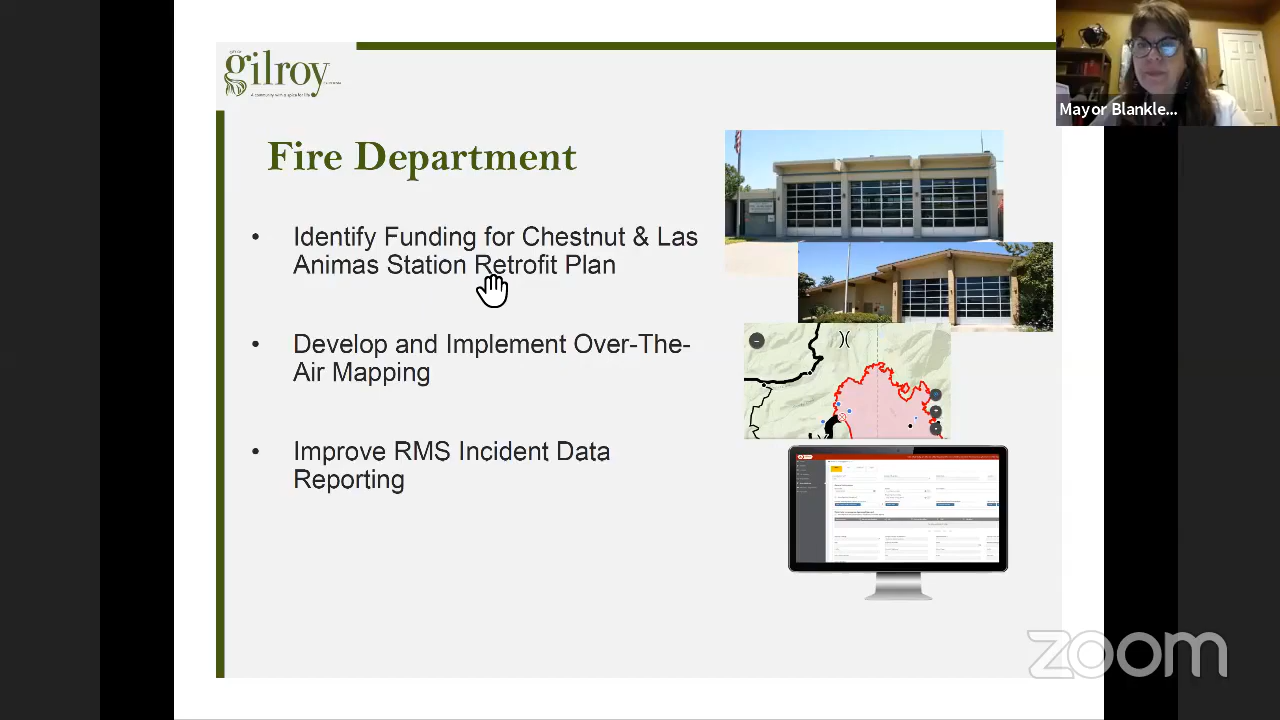 gilroy
Mayor Blankle...
Fire Department
• Identify Funding for Chestnut & Las
Animas Station Retrofit Plan
• Develop and Implement Over-The-
Air Mapping
• Improve RMS Incident Data
Reporting
zoom